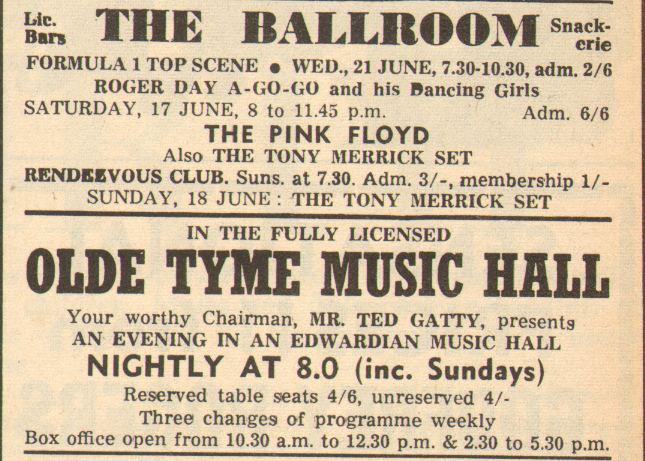 Lic. Bars THE BALLROOM Snack-erie
FORMULA 1 TOP SCENE ● WED., 21 JUNE, 7.30-10.30, adm. 2/6
ROGER DAY A-GO-GO and his Dancing Girls
SATURDAY, 17 JUNE, 8 to 11.45 p.m. Adm. 6/6
THE PINK FLOYD
Also THE TONY MERRICK SET
RENDEZVOUS CLUB. Suns. at 7.30. Adm. 3/-, membership 1/-
SUNDAY, 18 JUNE: THE TONY MERRICK SET
IN THE FULLY LICENSED
OLDE TYME MUSIC HALL
Your worthy Chairman, MR. TED GATTY, presents
AN EVENING IN AN EDWARDIAN MUSIC HALL
NIGHTLY AT 8.0 (inc. Sundays)
Reserved table seats 4/6, unreserved 4/-
Three changes of programme weekly
Box office open from 10.30 a.m. to 12.30 p.m. & 2.30 to 5.30 p.m.